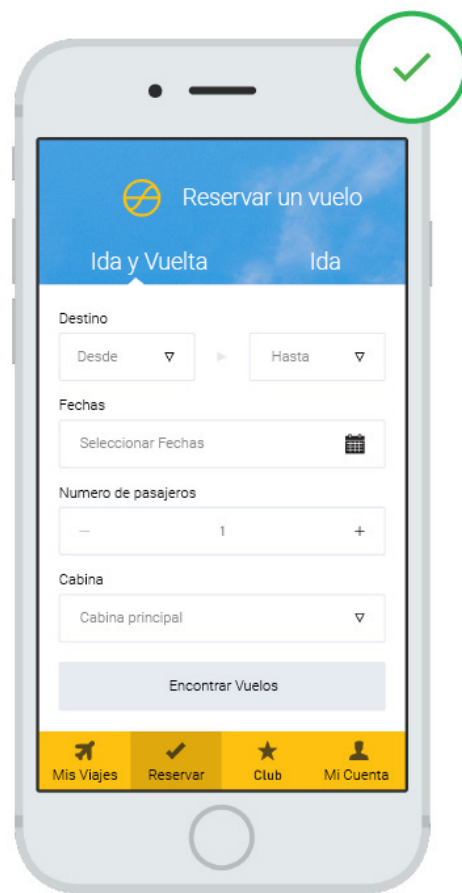 Reservar un vuelo
Ida y Vuelta Ida
Destino
Desde Hasta
Fechas
Seleccionar Fechas
Numero de pasajeros
− 1 +
Cabina
Cabina principal
Encontrar Vuelos
Mis Viajes Reservar Club Mi Cuenta